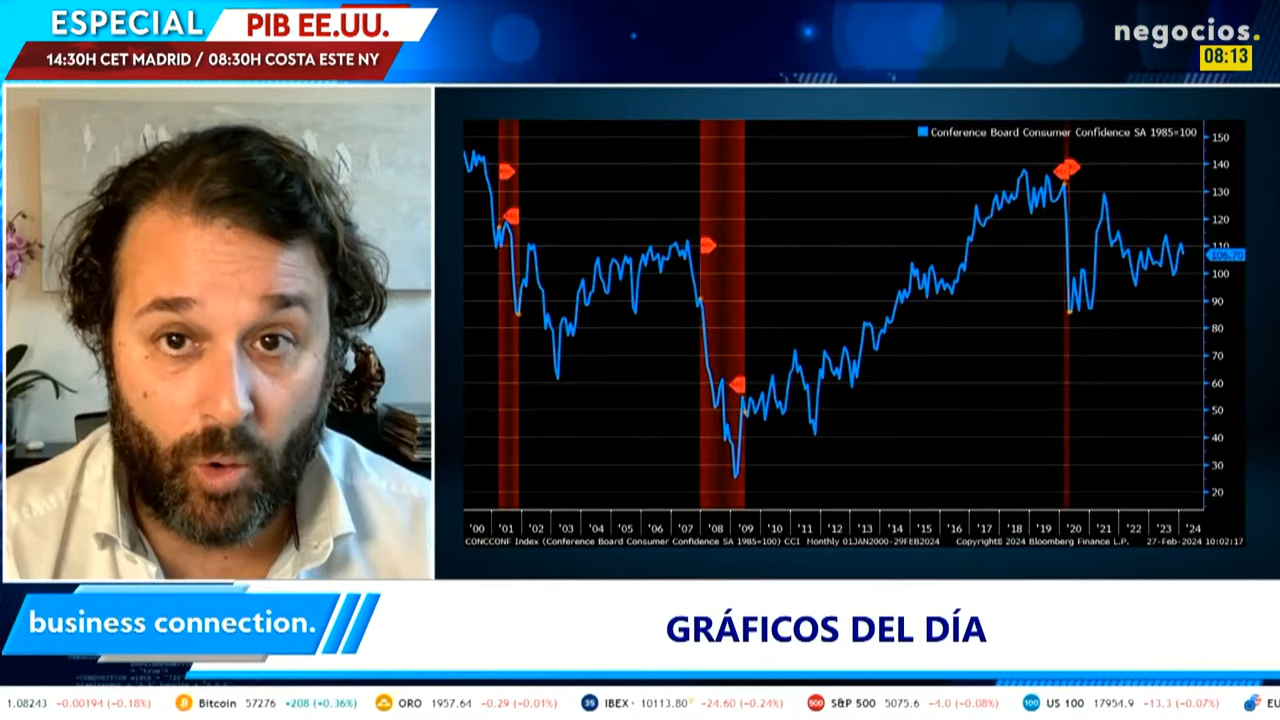 ESPECIAL PIB EE.UU.
14:30H CET MADRID / 08:30H COSTA ESTE NY
negocios.
08:13
Conference Board Consumer Confidence SA 1985=100
150
140
130
120
110
106.70
100
90
80
70
60
50
40
30
20
'00 '01 '02 '03 '04 '05 '06 '07 '08 '09 '10 '11 '12 '13 '14 '15 '16 '17 '18 '19 '20 '21 '22 '23 '24
CONCCONF Index (Conference Board Consumer Confidence SA 1985=100) CCI Monthly 01JAN2000-29FEB2024 Copyright© 2024 Bloomberg Finance L.P. 27-Feb-2024 10:02:17
business connection.
GRÁFICOS DEL DÍA
1.08243 -0.00194 (-0.18%) Bitcoin 57276 +208 (+0.36%) ORO 1957.64 -0.29 (-0.01%) 35 IBEX 10113.80 -24.60 (-0.24%) 500 S&P 500 5075.6 -4.0 (-0.08%) 100 US 100 17954.9 -13.3 (-0.07%)